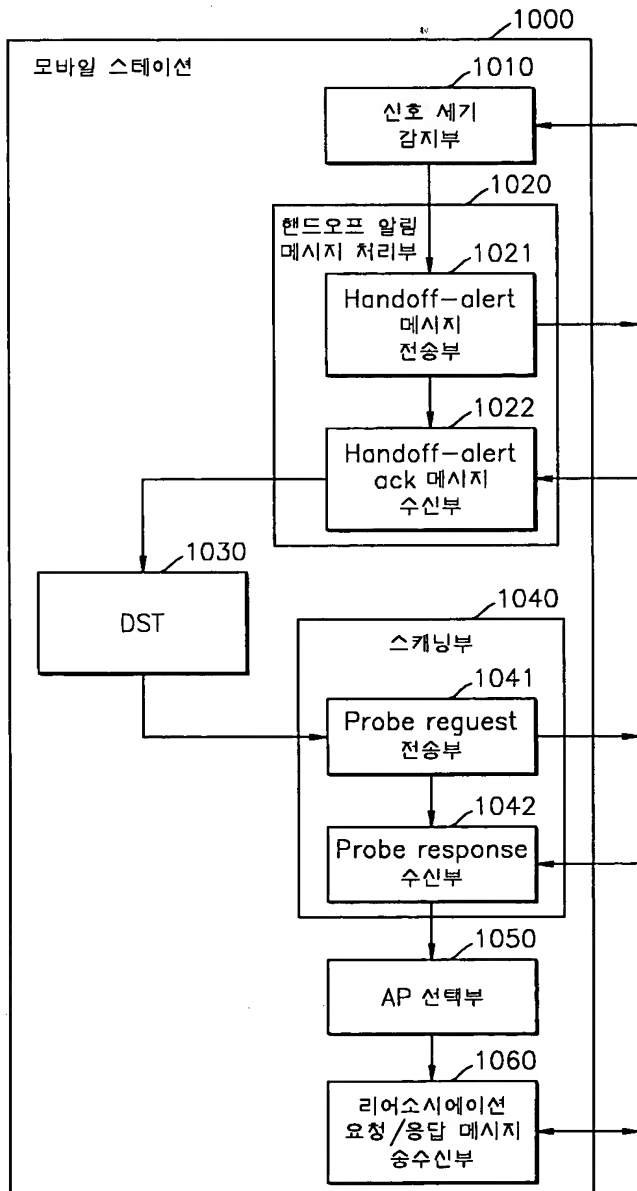 1000
모바일 스테이션
1010
신호 세기
감지부
1020
핸드오프 알림
메시지 처리부
1021
Handoff-alert
메시지
전송부
1022
Handoff-alert
ack 메시지
수신부
1030
DST
1040
스캐닝부
1041
Probe reguest
전송부
1042
Probe response
수신부
1050
AP 선택부
1060
리어소시에이션
요청/응답 메시지
송수신부